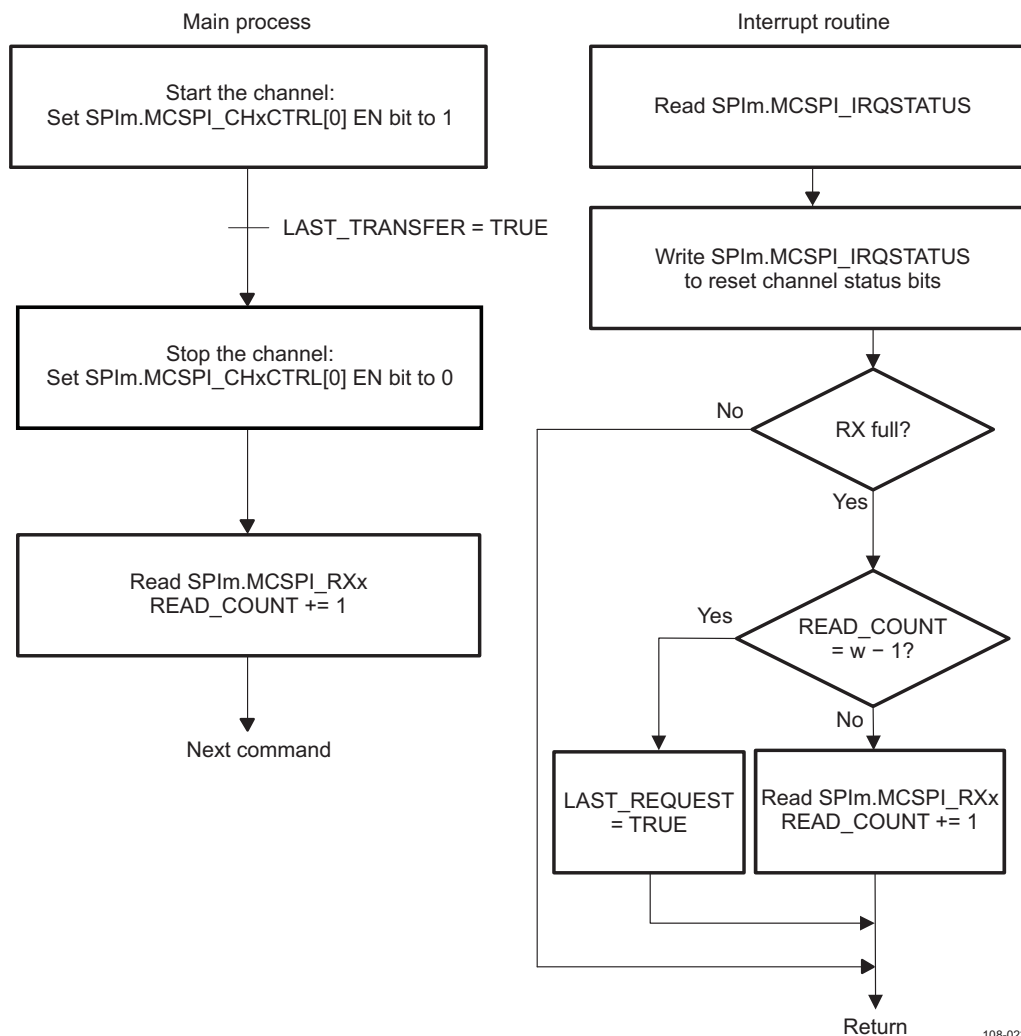 Main process
Start the channel:
Set SPIm.MCSPI_CHxCTRL[0] EN bit to 1
LAST_TRANSFER = TRUE
Stop the channel:
Set SPIm.MCSPI_CHxCTRL[0] EN bit to 0
Read SPIm.MCSPI_RXx
READ_COUNT += 1
Next command
Interrupt routine
Read SPIm.MCSPI_IRQSTATUS
Write SPIm.MCSPI_IRQSTATUS
to reset channel status bits
RX full?
No
Yes
READ_COUNT
= w − 1?
Yes
No
LAST_REQUEST
= TRUE
Read SPIm.MCSPI_RXx
READ_COUNT += 1
Return